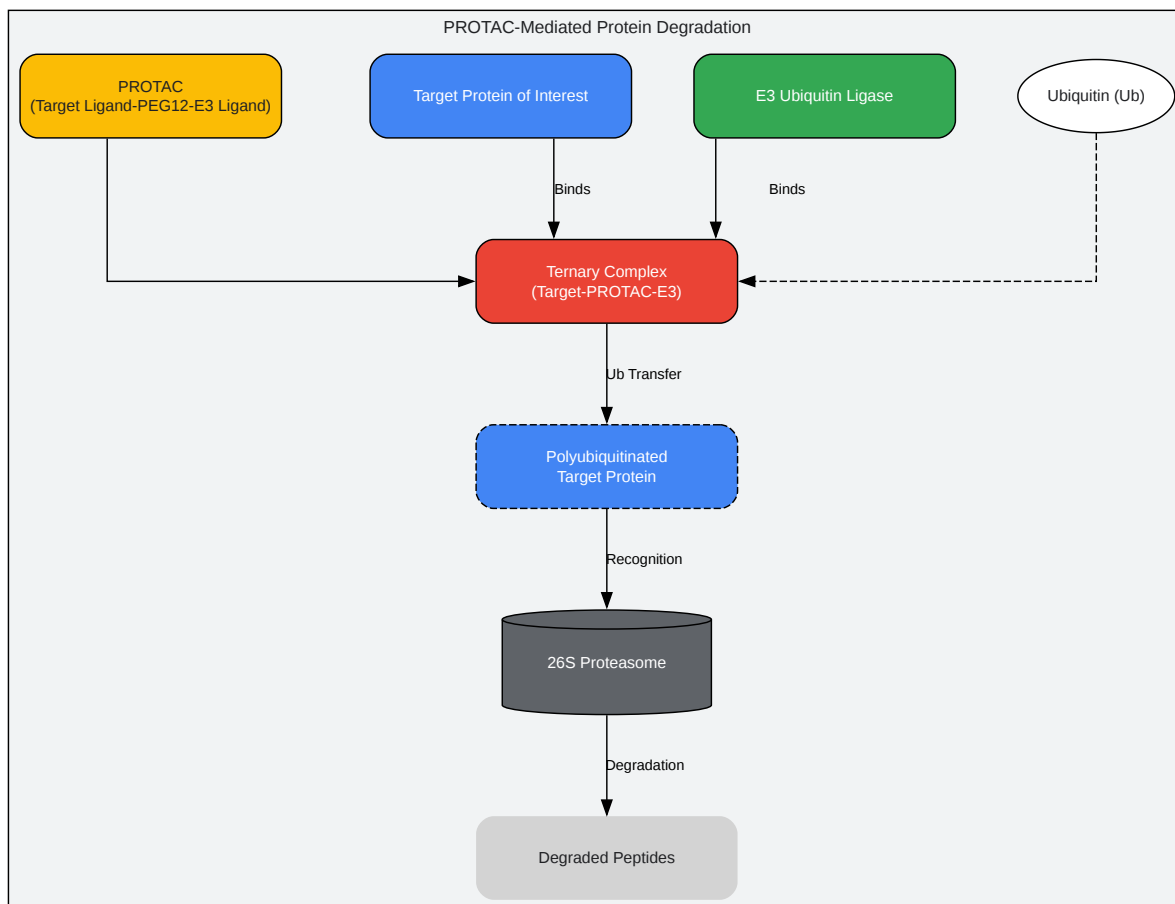 PROTAC-Mediated Protein Degradation
PROTAC
(Target Ligand-PEG12-E3 Ligand)
Target Protein of Interest
E3 Ubiquitin Ligase
Ubiquitin (Ub)
Binds
Binds
Ternary Complex
(Target-PROTAC-E3)
Ub Transfer
Polyubiquitinated
Target Protein
Recognition
26S Proteasome
Degradation
Degraded Peptides